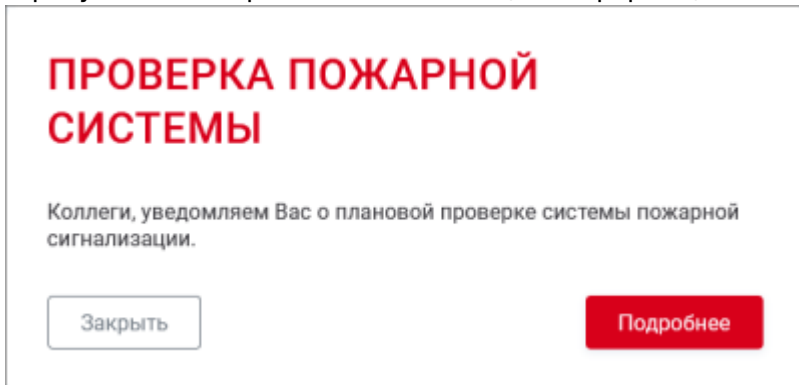 ПРОВЕРКА ПОЖАРНОЙ
СИСТЕМЫ
Коллеги, уведомляем Вас о плановой проверке системы пожарной
сигнализации.
Закрыть
Подробнее